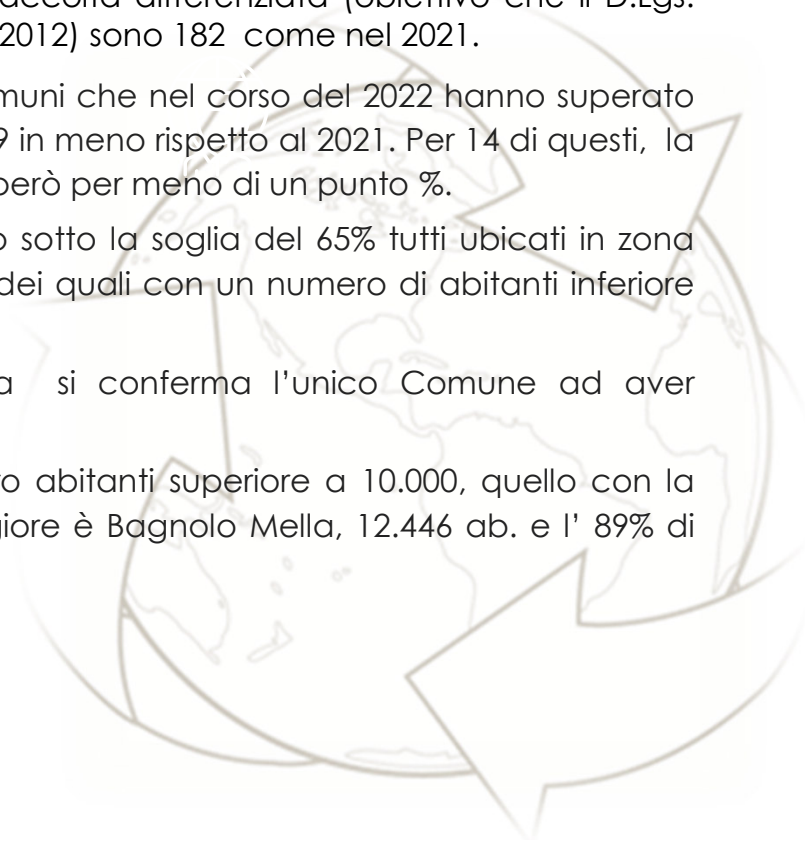 accolta differenziata (obiettivo che il D.Lgs.
2012) sono 182 come nel 2021.
muni che nel corso del 2022 hanno superato
9 in meno rispetto al 2021. Per 14 di questi, la
però per meno di un punto %.
o sotto la soglia del 65% tutti ubicati in zona
dei quali con un numero di abitanti inferiore
a si conferma l’unico Comune ad aver
ro abitanti superiore a 10.000, quello con la
giore è Bagnolo Mella, 12.446 ab. e l’ 89% di